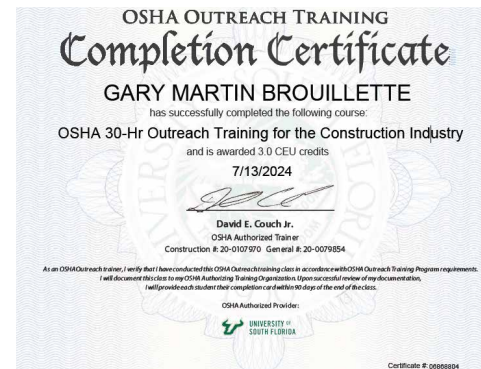 OSHA OUTREACH TRAINING
Completion Certificate
GARY MARTIN BROUILLETTE
has successfully completed the following course:
OSHA 30-Hr Outreach Training for the Construction Industry
and is awarded 3.0 CEU credits
7/13/2024
David E. Couch Jr.
OSHA Authorized Trainer
Construction #: 20-0107970 General #: 20-0079854
As an OSHA Outreach trainer, I verify that I have conducted this OSHA Outreach training class in accordance with OSHA Outreach Training Program requirements.
I will document this class to my OSHA Authorizing Training Organization. Upon successful review of my documentation,
I will provide each student their completion card within 90 days of the end of the class.
OSHA Authorized Provider:
UNIVERSITY OF
SOUTH FLORIDA
Certificate #: 06868804